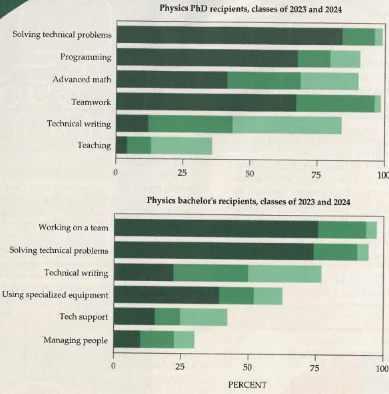 Physics PhD recipients, classes of 2023 and 2024
Solving technical problems
Programming
Advanced math
Teamwork
Technical writing
Teaching
0 25 50 75 100
Physics bachelor's recipients, classes of 2023 and 2024
Working on a team
Solving technical problems
Technical writing
Using specialized equipment
Tech support
Managing people
0 25 50 75 100
PERCENT